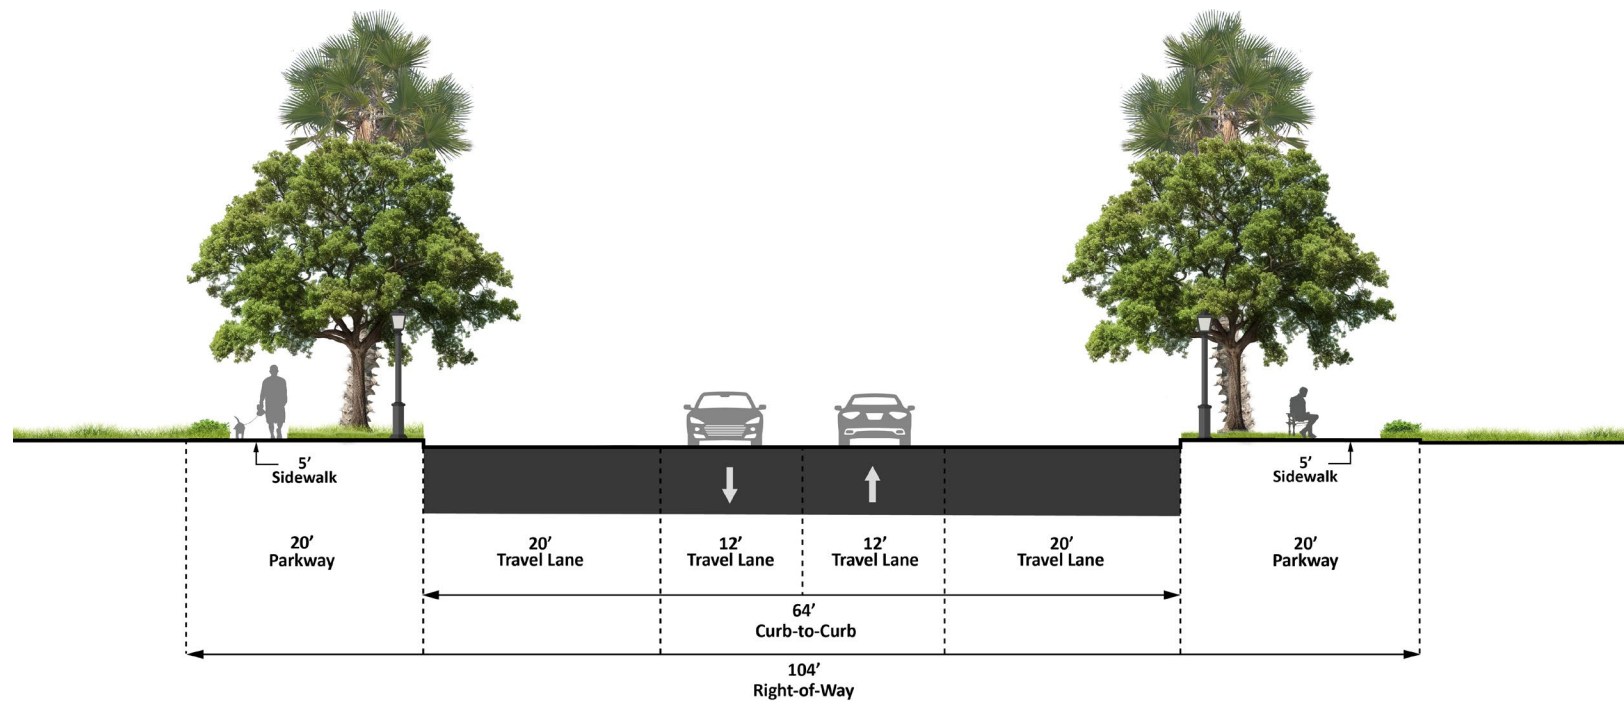 5’
Sidewalk
5’
Sidewalk
20’
Parkway
20’
Travel Lane
12’
Travel Lane
12’
Travel Lane
20’
Travel Lane
20’
Parkway
64’
Curb-to-Curb
104’
Right-of-Way